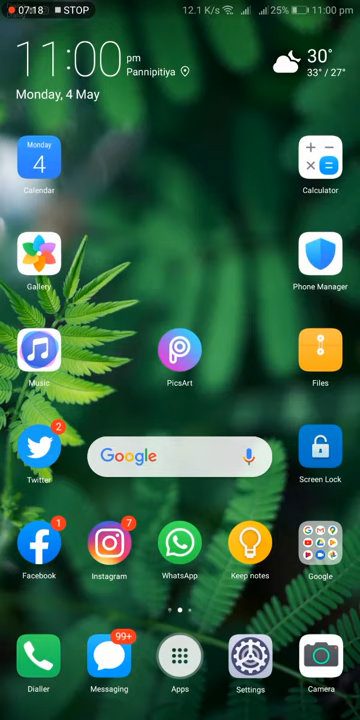 07:18 STOP 12.1 K/s 25% 11:00 pm
11:00 pm
Pannipitiya
Monday, 4 May
30°
33° / 27°
Monday
4
Calendar
Calculator
Gallery
Phone Manager
Music
PicsArt
Files
Twitter
2
Google
Screen Lock
Facebook
1
Instagram
7
WhatsApp
Keep notes
Google
Dialler
99+
Messaging
Apps
Settings
Camera